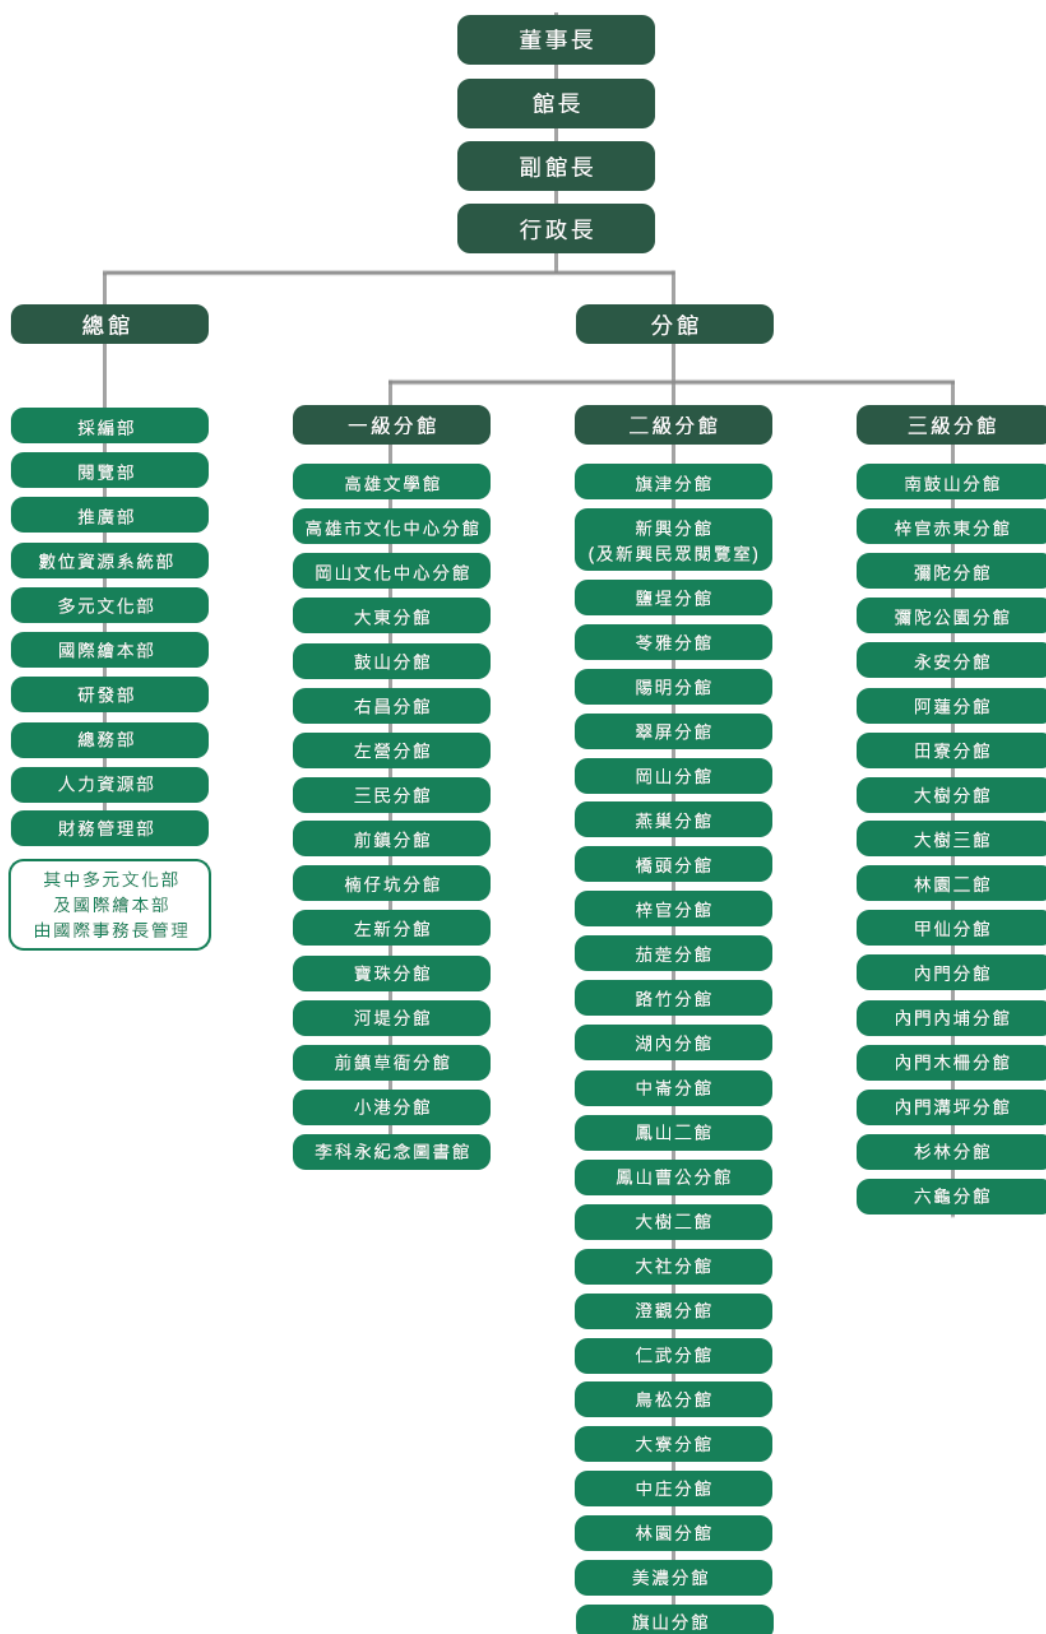 董事長
館長
副館長
行政長
總館
採編部
閱覽部
推廣部
數位資源系統部
多元文化部
國際繪本部
研發部
總務部
人力資源部
財務管理部
其中多元文化部
及國際繪本部
由國際事務長管理
分館
一級分館
高雄文學館
高雄市文化中心分館
岡山文化中心分館
大東分館
鼓山分館
右昌分館
左營分館
三民分館
前鎮分館
楠仔坑分館
左新分館
寶珠分館
河堤分館
前鎮草衙分館
小港分館
李科永紀念圖書館
二級分館
旗津分館
新興分館
(及新興民眾閱覽室)
鹽埕分館
苓雅分館
陽明分館
翠屏分館
岡山分館
燕巢分館
橋頭分館
梓官分館
茄萣分館
路竹分館
湖內分館
中崙分館
鳳山二館
鳳山曹公分館
大樹二館
大社分館
澄觀分館
仁武分館
鳥松分館
大寮分館
中庄分館
林園分館
美濃分館
旗山分館
三級分館
南鼓山分館
梓官赤東分館
彌陀分館
彌陀公園分館
永安分館
阿蓮分館
田寮分館
大樹分館
大樹三館
林園二館
甲仙分館
內門分館
內門內埔分館
內門木柵分館
內門溝坪分館
杉林分館
六龜分館